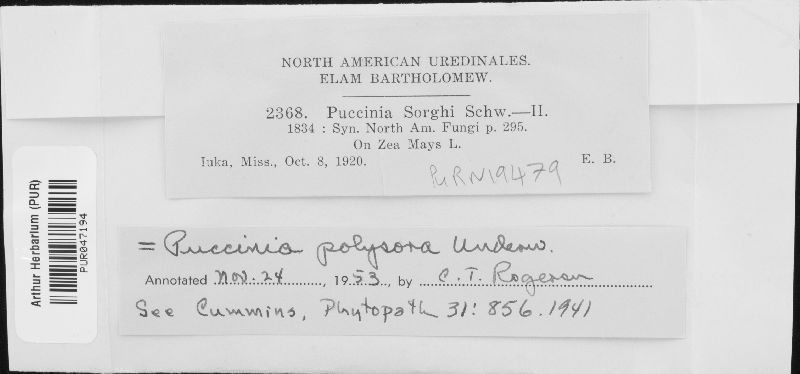 NORTH AMERICAN UREDINALES.
ELAM BARTHOLOMEW.
2368. Puccinia Sorghi Schw.—II.
1834 : Syn. North Am. Fungi p. 295.
On Zea Mays L.
Iuka, Miss., Oct. 8, 1920. E. B.
PURN19479
Arthur Herbarium (PUR)
PUR047194
= Puccinia polysora Underw.
Annotated Nov. 24, 1953, by C. T. Rogerson
See Cummins, Phytopath 31: 856. 1941